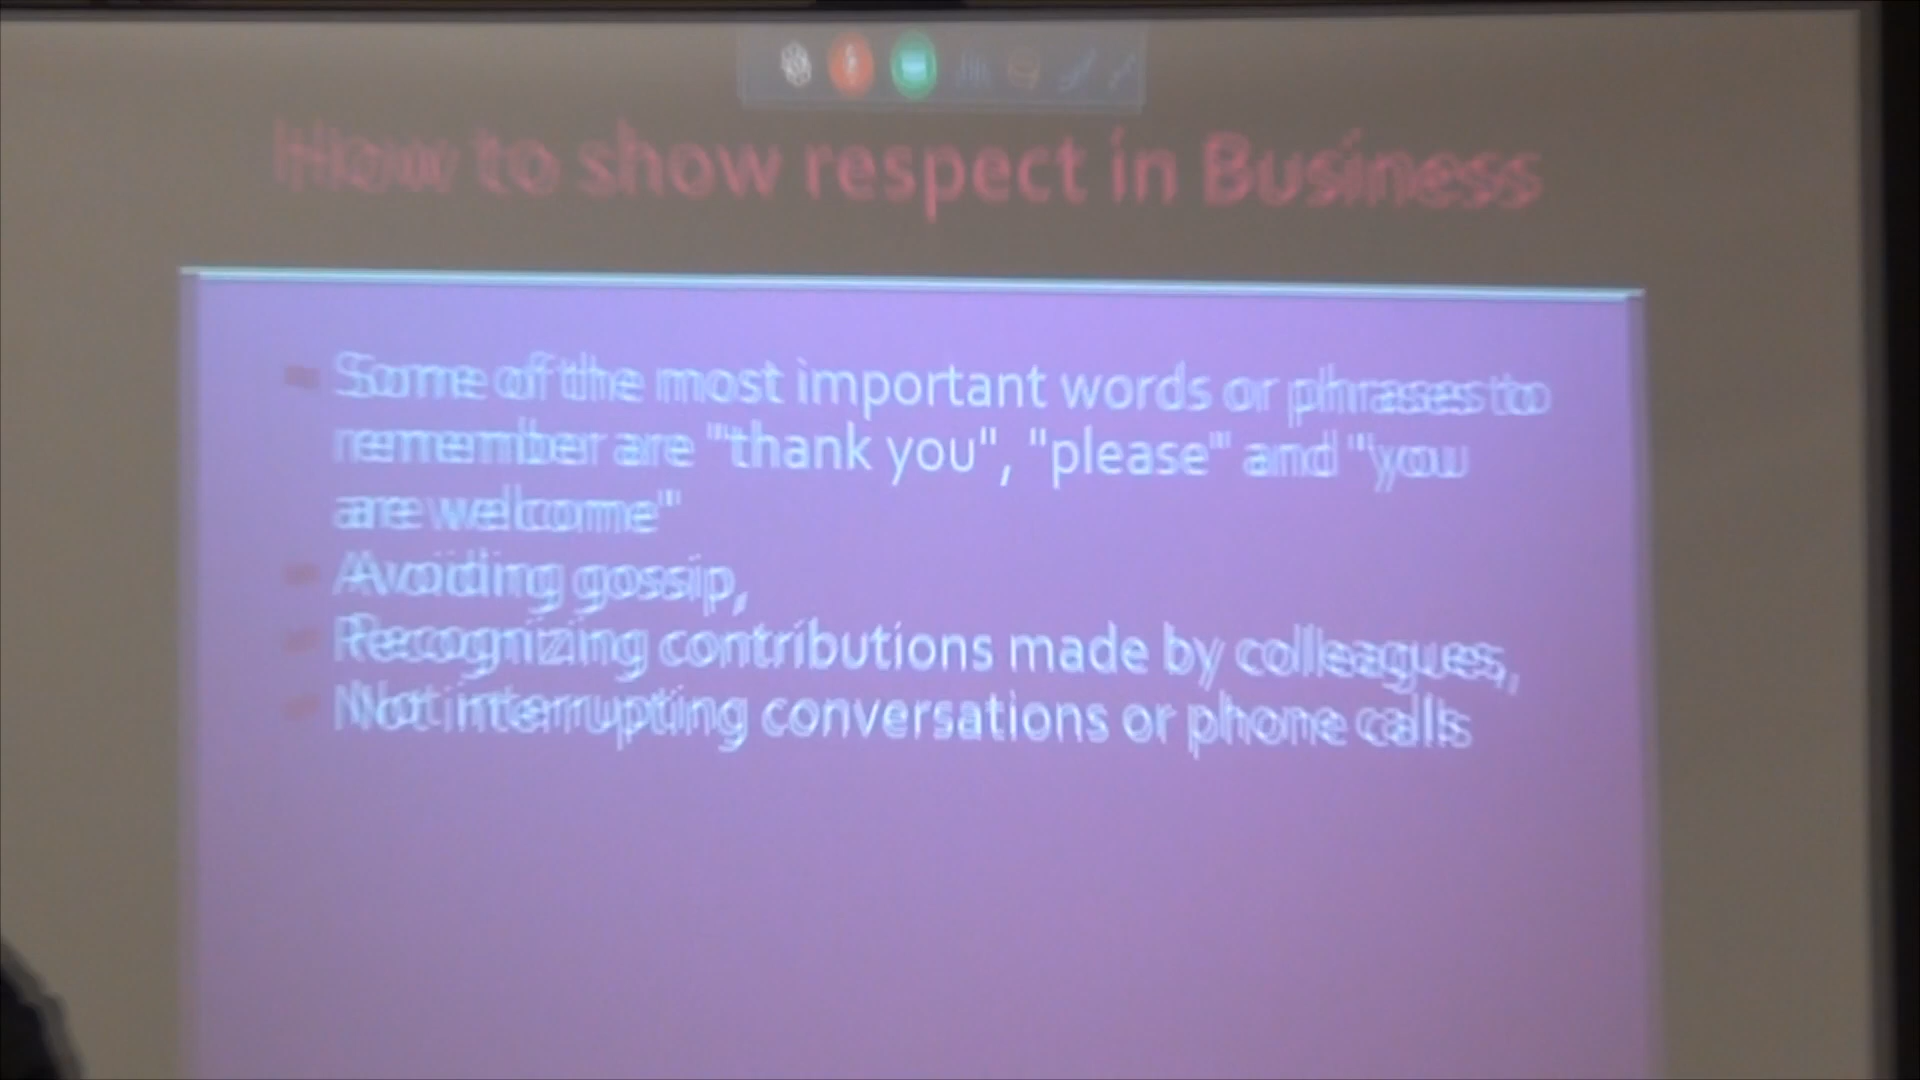 How to show respect in Business
Some of the most important words or phrases to
remember are "thank you", "please" and "you
are welcome"
Avoiding gossip,
Recognizing contributions made by colleagues,
Not interrupting conversations or phone calls